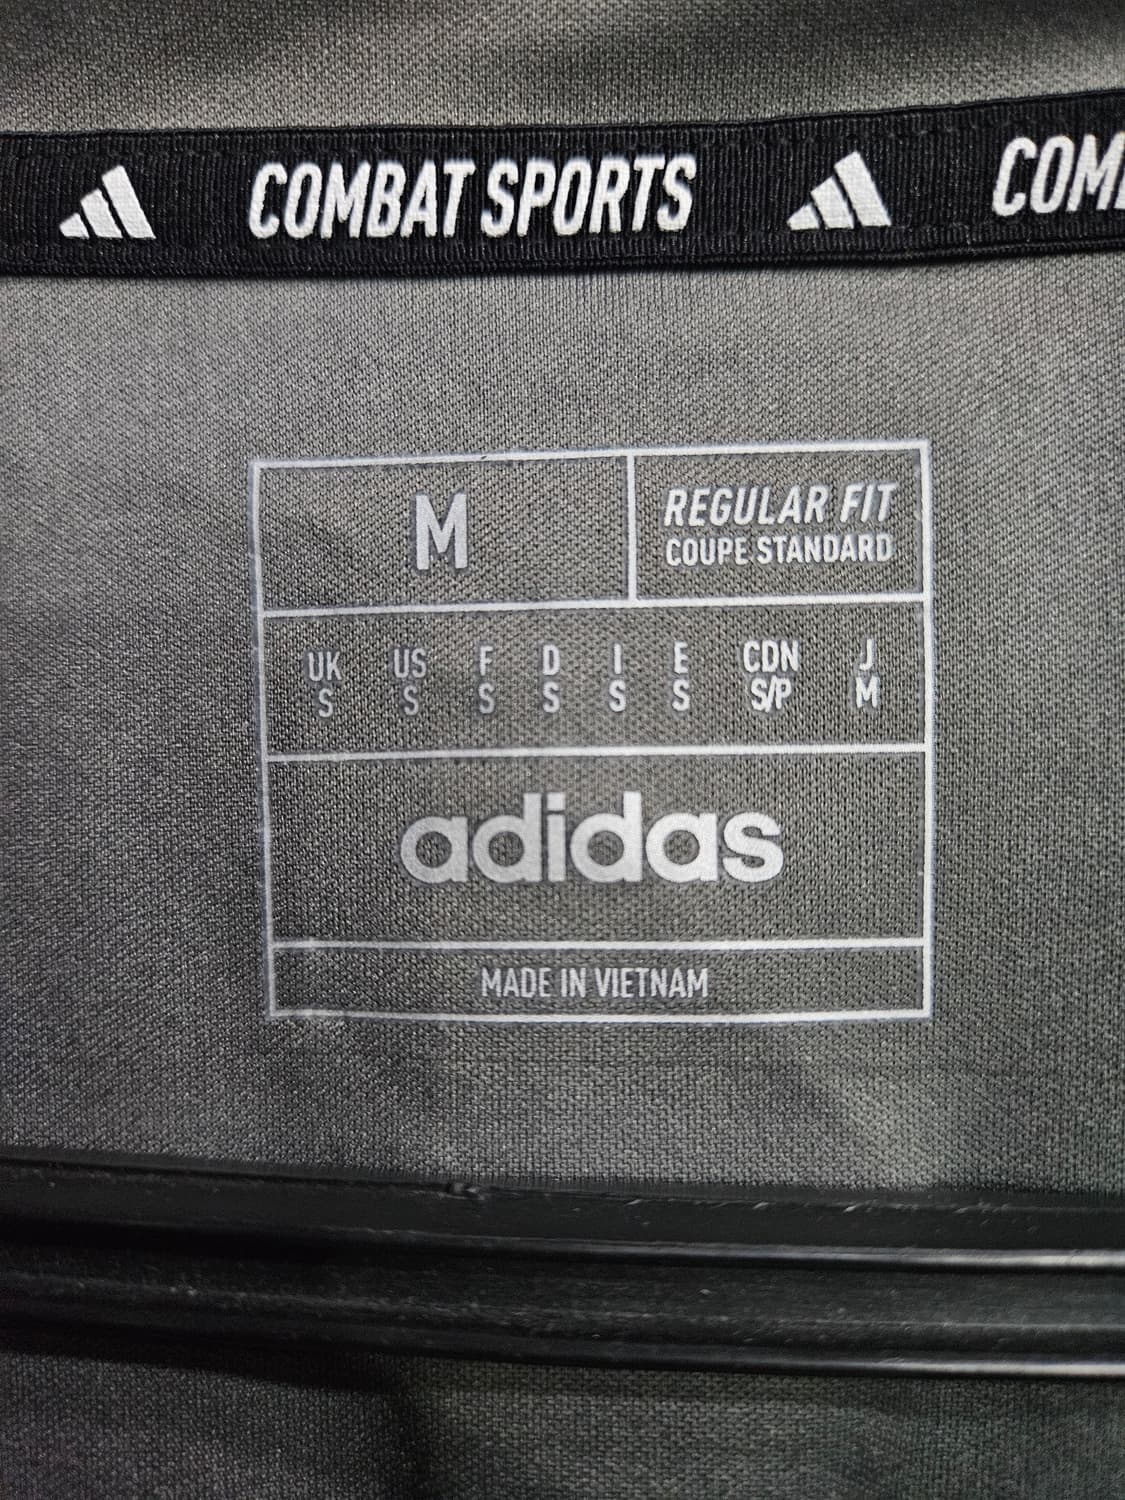 COMBAT SPORTS COM
M
REGULAR FIT
COUPE STANDARD
UK US F D I E CDN J
S S S S S S S/P M
adidas
MADE IN VIETNAM